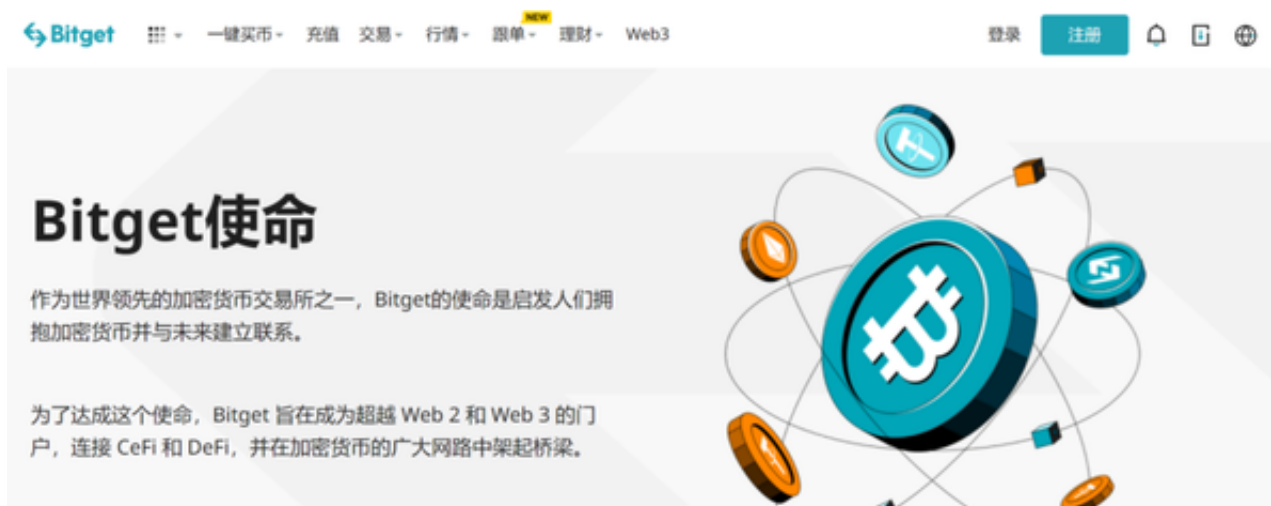 Bitget 一键买币 充值 交易 行情 跟单 NEW 理财 Web3 登录 注册
Bitget使命
作为世界领先的加密货币交易所之一，Bitget的使命是启发人们拥
抱加密货币并与未来建立联系。
为了达成这个使命，Bitget 旨在成为超越 Web 2 和 Web 3 的门
户，连接 CeFi 和 DeFi，并在加密货币的广大网路中架起桥梁。